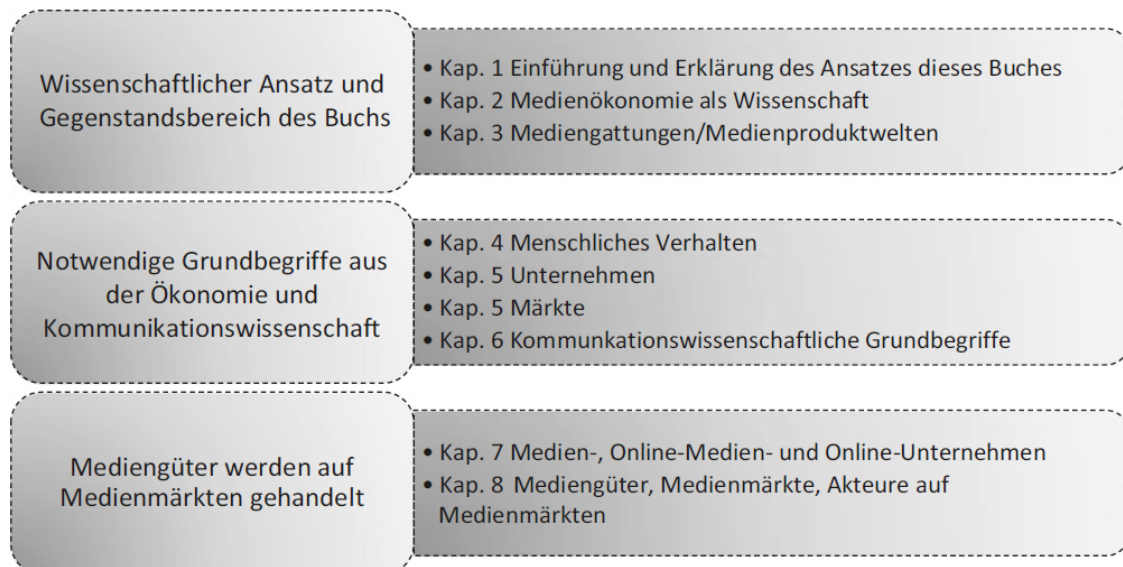 Wissenschaftlicher Ansatz und
Gegenstandsbereich des Buchs
• Kap. 1 Einführung und Erklärung des Ansatzes dieses Buches
• Kap. 2 Medienökonomie als Wissenschaft
• Kap. 3 Mediengattungen/Medienproduktwelten
Notwendige Grundbegriffe aus
der Ökonomie und
Kommunikationswissenschaft
• Kap. 4 Menschliches Verhalten
• Kap. 5 Unternehmen
• Kap. 5 Märkte
• Kap. 6 Kommunkationswissenschaftliche Grundbegriffe
Mediengüter werden auf
Medienmärkten gehandelt
• Kap. 7 Medien-, Online-Medien- und Online-Unternehmen
• Kap. 8 Mediengüter, Medienmärkte, Akteure auf
Medienmärkten